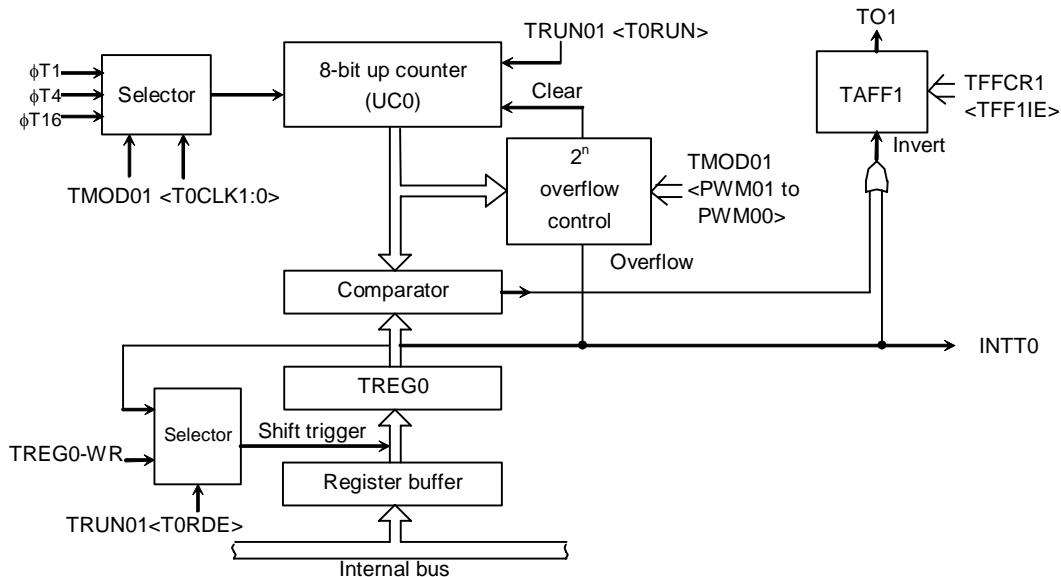 TO1
TRUN01 <T0RUN>
8-bit up counter
(UC0)
ϕT1
ϕT4
ϕT16
Selector
Clear
TAFF1
TFFCR1
<TFF1IE>
Invert
TMOD01 <T0CLK1:0>
2ⁿ
overflow
control
TMOD01
<PWM01 to
PWM00>
Overflow
Comparator
INTT0
TREG0
Selector
Shift trigger
TREG0-WR
Register buffer
TRUN01<T0RDE>
Internal bus